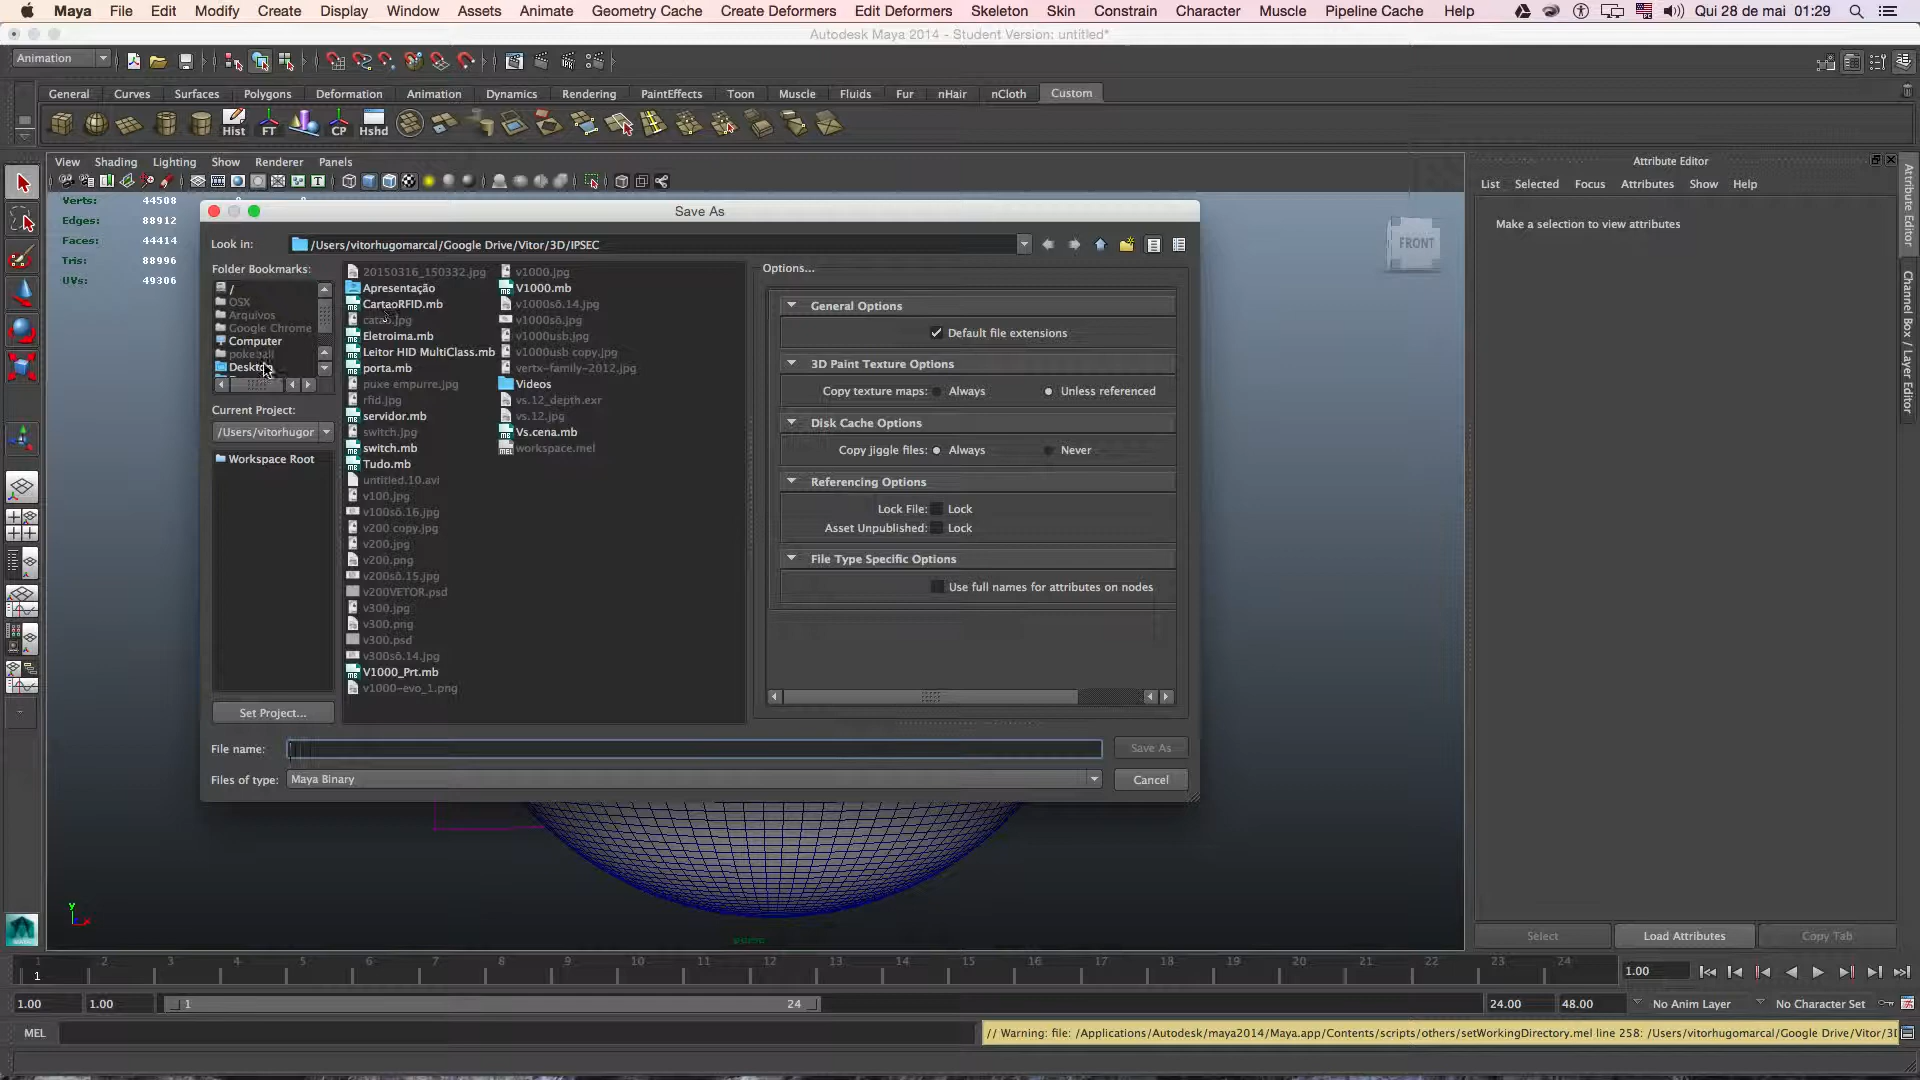 Maya File Edit Modify Create Display Window Assets Animate Geometry Cache Create Deformers Edit Deformers Skeleton Skin Constrain Character Muscle Pipeline Cache Help Qui 28 de mai 01:29
Autodesk Maya 2014 - Student Version: untitled*
Animation
General Curves Surfaces Polygons Deformation Animation Dynamics Rendering PaintEffects Toon Muscle Fluids Fur nHair nCloth Custom
Hist FT CP Hshd
View Shading Lighting Show Renderer Panels
Attribute Editor
List Selected Focus Attributes Show Help
Make a selection to view attributes
Verts: 44508
Edges: 88912
Faces: 44414
Tris: 88996
UVs: 49306
FRONT
Attribute Editor
Channel Box / Layer Editor
Save As
Look in: /Users/vitorhugomarcal/Google Drive/Vitor/3D/IPSEC
Folder Bookmarks:
/
OSX
Arquivos
Google Chrome
Computer
pokeball
Current Project:
/Users/vitorhugor
Workspace Root
Set Project...
20150316_150332.jpg
Apresentação
CartaoRFID.mb
Eletroima.mb
Leitor HID MultiClass.mb
porta.mb
puxe empurre.jpg
rfid.jpg
servidor.mb
switch.jpg
switch.mb
Tudo.mb
untitled.10.avi
v100.jpg
v100sô.16.jpg
v200 copy.jpg
v200.jpg
v200.png
v200sô.15.jpg
v200VETOR.psd
v300.jpg
v300.png
v300.psd
v300sô.14.jpg
V1000_Prt.mb
v1000-evo_1.png
v1000.jpg
V1000.mb
v1000sô.14.jpg
v1000sô.jpg
v1000usb.jpg
v1000usb copy.jpg
vertx-family-2012.jpg
Videos
vs.12_depth.exr
vs.12.jpg
Vs.cena.mb
workspace.mel
Options...
General Options
Default file extensions
3D Paint Texture Options
Copy texture maps: Always Unless referenced
Disk Cache Options
Copy jiggle files: Always Never
Referencing Options
Lock File: Lock
Asset Unpublished: Lock
File Type Specific Options
Use full names for attributes on nodes
File name: Save As
Files of type: Maya Binary Cancel
Select Load Attributes Copy Tab
1 2 3 4 5 6 7 8 9 10 11 12 13 14 15 16 17 18 19 20 21 22 23 24
1 1.00
1.00 1.00 1 24 24.00 48.00 No Anim Layer No Character Set
MEL // Warning: file: /Applications/Autodesk/maya2014/Maya.app/Contents/scripts/others/setWorkingDirectory.mel line 258: /Users/vitorhugomarcal/Google Drive/Vitor/3